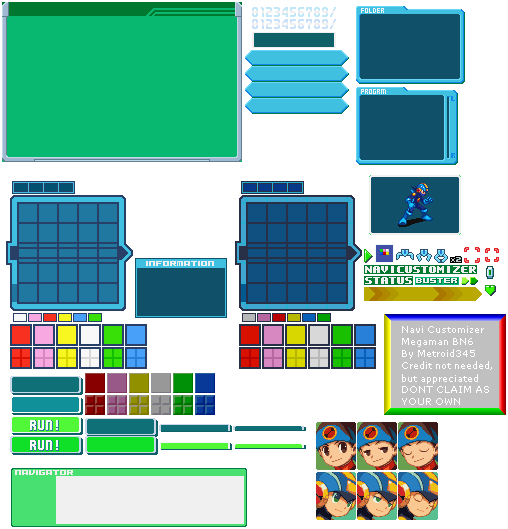 0123456789/
0123456789/
FOLDER
PROGRAM
INFORMATION
x2
NAVICUSTOMIZER
STATUS BUSTER
Navi Customizer
Megaman BN6
By Metroid345
Credit not needed,
but appreciated
DONT CLAIM AS
YOUR OWN
RUN!
RUN!
NAVIGATOR